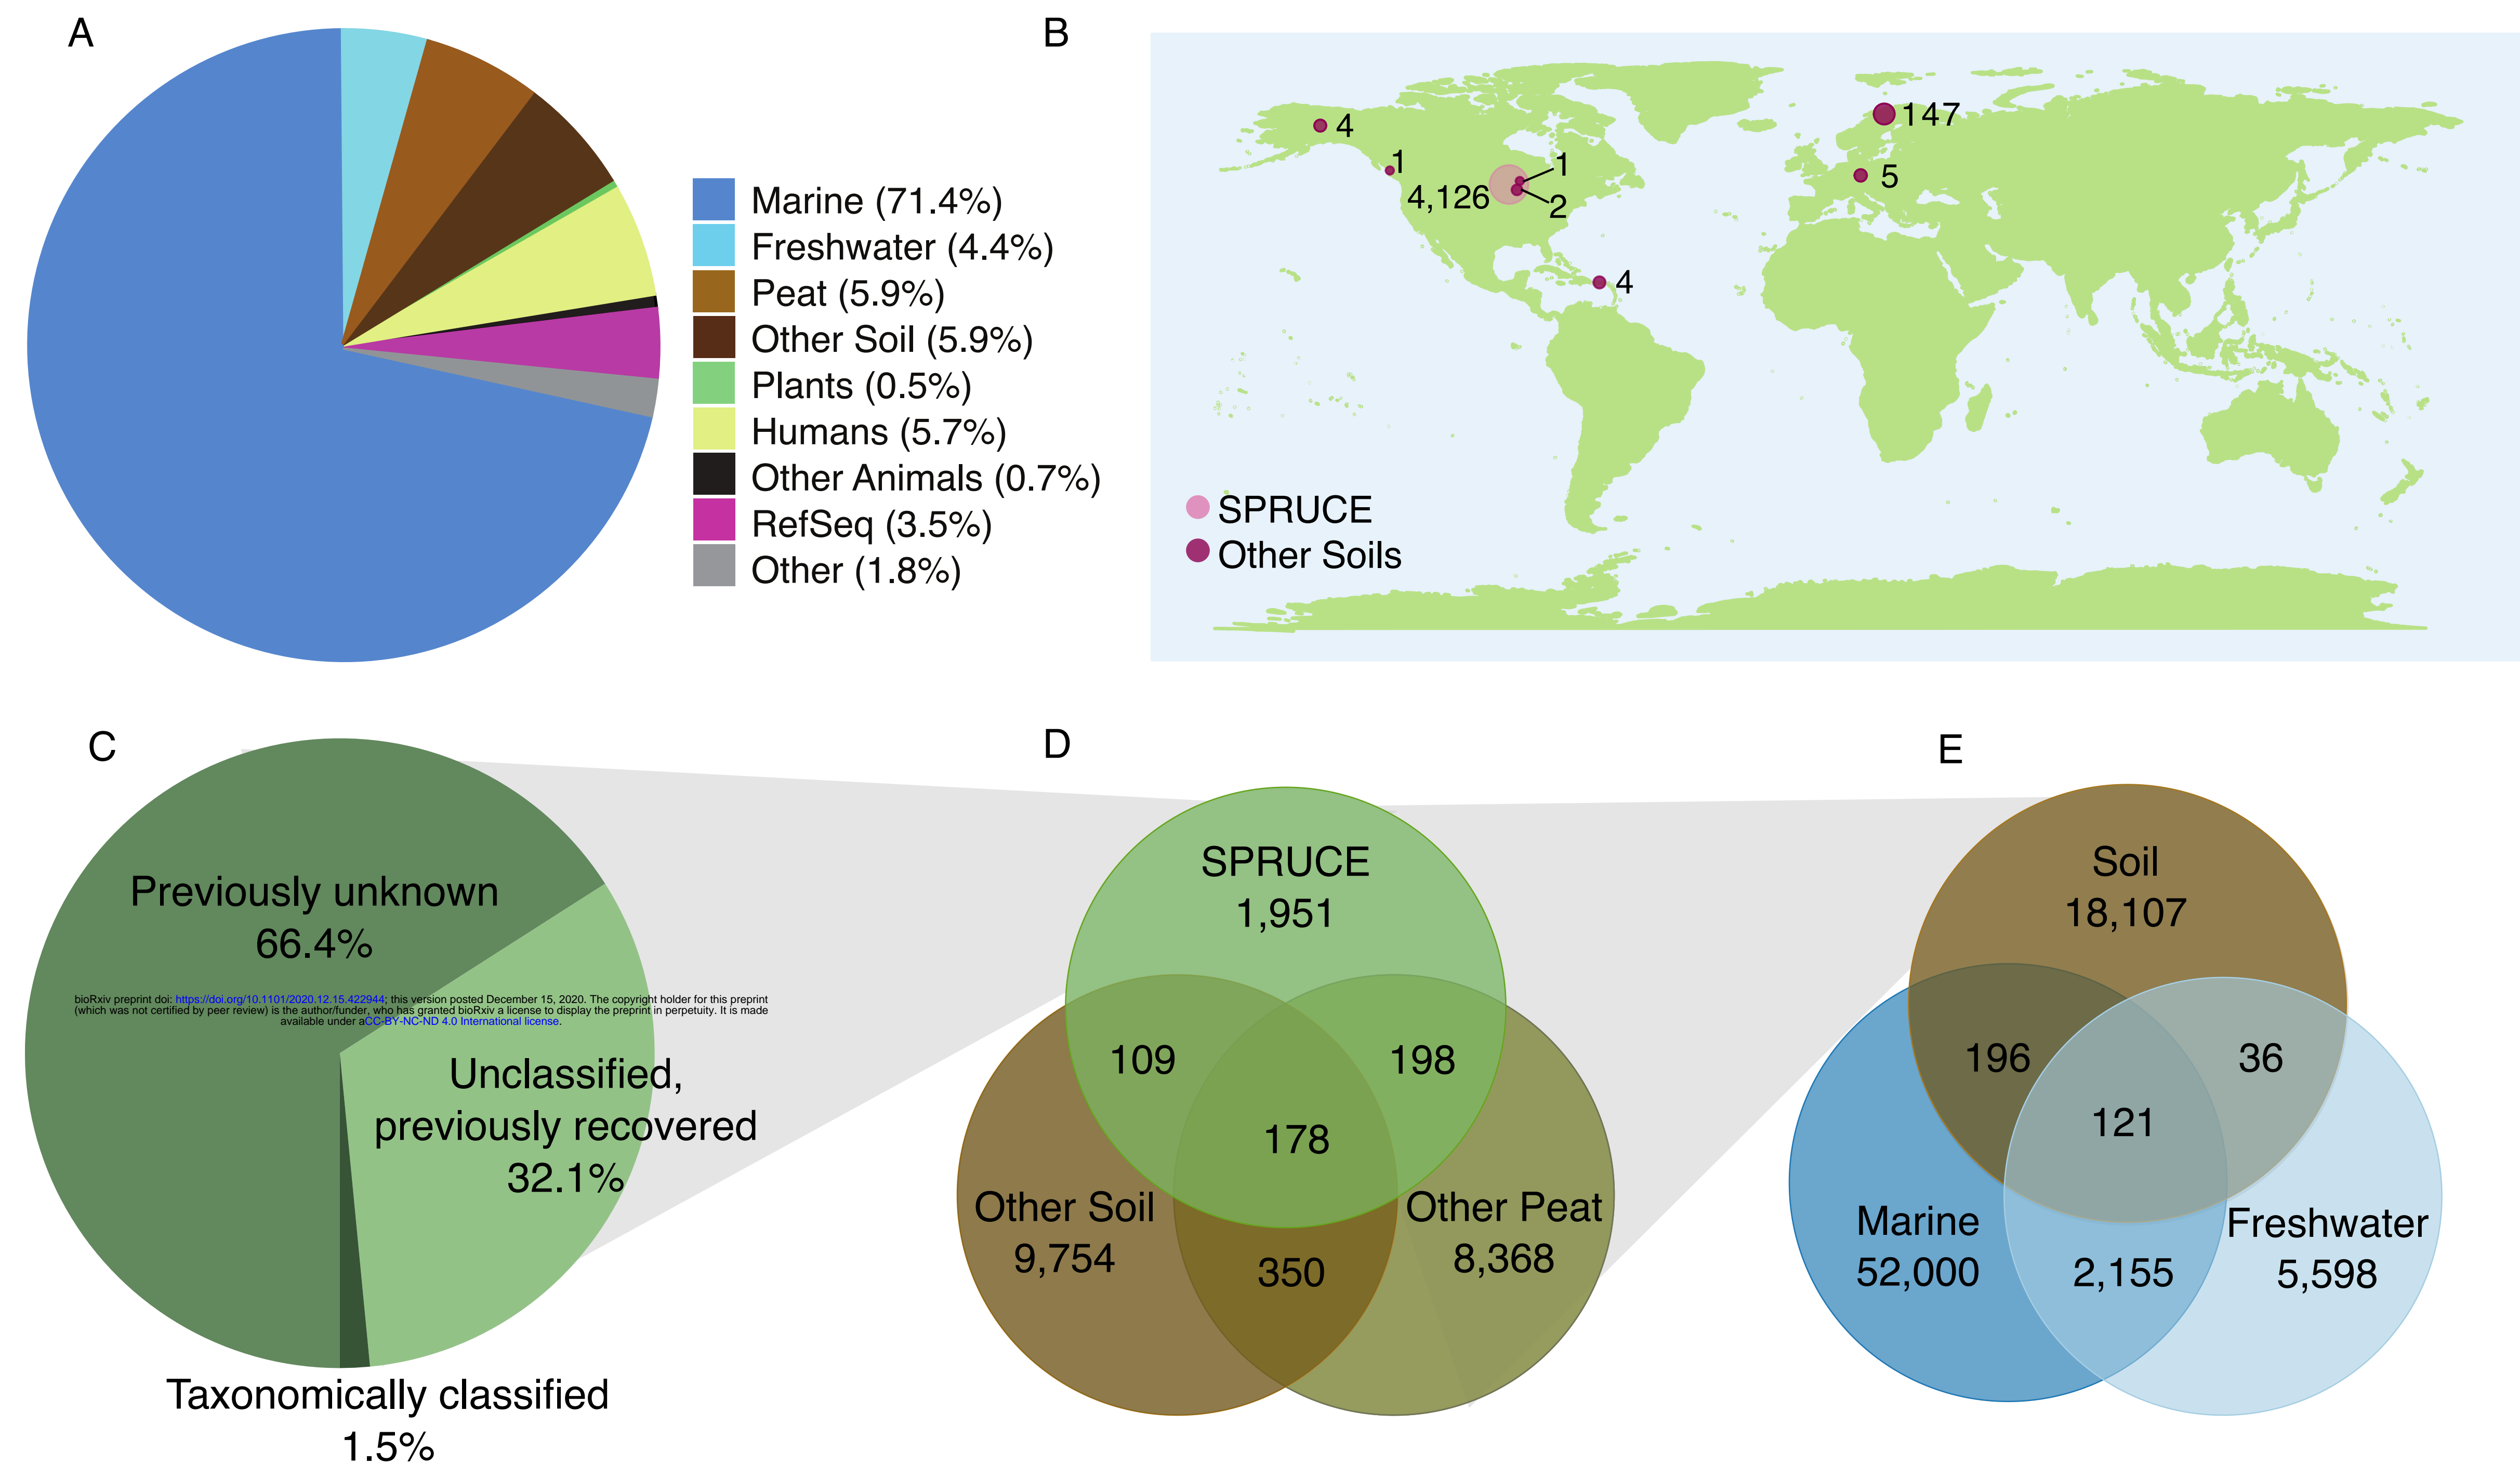 A
Marine (71.4%)
Freshwater (4.4%)
Peat (5.9%)
Other Soil (5.9%)
Plants (0.5%)
Humans (5.7%)
Other Animals (0.7%)
RefSeq (3.5%)
Other (1.8%)
B
4
1
4,126
1
2
4
147
5
SPRUCE
Other Soils
C
Previously unknown
66.4%
bioRxiv preprint doi: https://doi.org/10.1101/2020.12.15.422944; this version posted December 15, 2020. The copyright holder for this preprint
(which was not certified by peer review) is the author/funder, who has granted bioRxiv a license to display the preprint in perpetuity. It is made
available under aCC-BY-NC-ND 4.0 International license.
Unclassified,
previously recovered
32.1%
Taxonomically classified
1.5%
D
SPRUCE
1,951
109
198
178
Other Soil
9,754
Other Peat
8,368
350
E
Soil
18,107
196
36
121
Marine
52,000
Freshwater
5,598
2,155